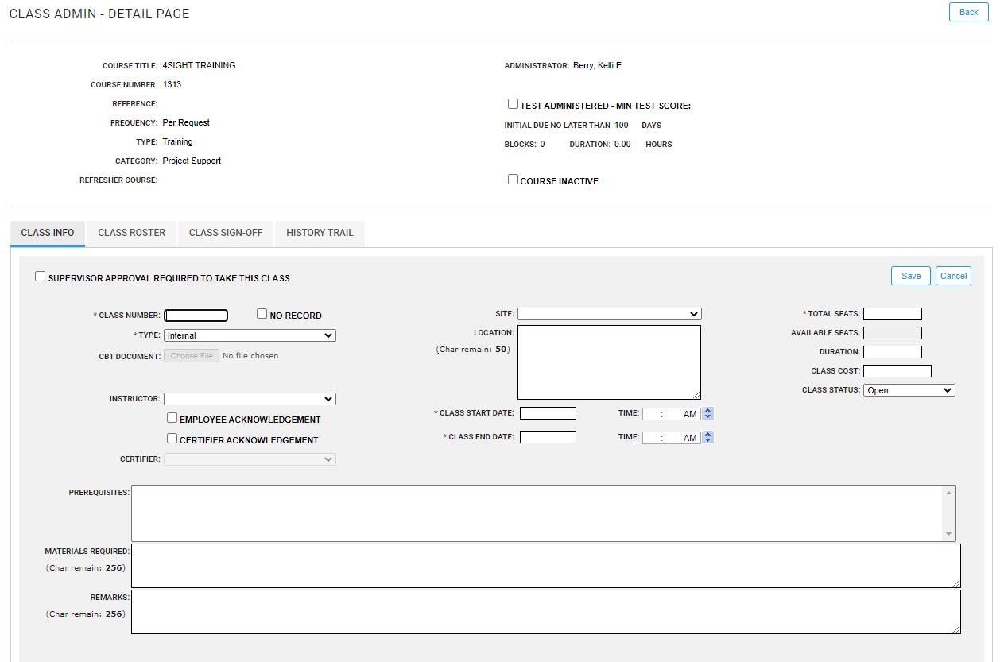 CLASS ADMIN - DETAIL PAGE
Back
COURSE TITLE: 4SIGHT TRAINING
COURSE NUMBER: 1313
REFERENCE:
FREQUENCY: Per Request
TYPE: Training
CATEGORY: Project Support
REFRESHER COURSE:
ADMINISTRATOR: Berry, Kelli E.
TEST ADMINISTERED - MIN TEST SCORE:
INITIAL DUE NO LATER THAN 100 DAYS
BLOCKS: 0 DURATION: 0.00 HOURS
COURSE INACTIVE
CLASS INFO CLASS ROSTER CLASS SIGN-OFF HISTORY TRAIL
SUPERVISOR APPROVAL REQUIRED TO TAKE THIS CLASS
Save Cancel
* CLASS NUMBER: NO RECORD
* TYPE: Internal
CBT DOCUMENT: Choose File No file chosen
INSTRUCTOR:
EMPLOYEE ACKNOWLEDGEMENT
CERTIFIER ACKNOWLEDGEMENT
CERTIFIER:
SITE:
LOCATION:
(Char remain: 50)
* CLASS START DATE: TIME: : AM
* CLASS END DATE: TIME: : AM
* TOTAL SEATS:
AVAILABLE SEATS:
DURATION:
CLASS COST:
CLASS STATUS: Open
PREREQUISITES:
MATERIALS REQUIRED:
(Char remain: 256)
REMARKS:
(Char remain: 256)